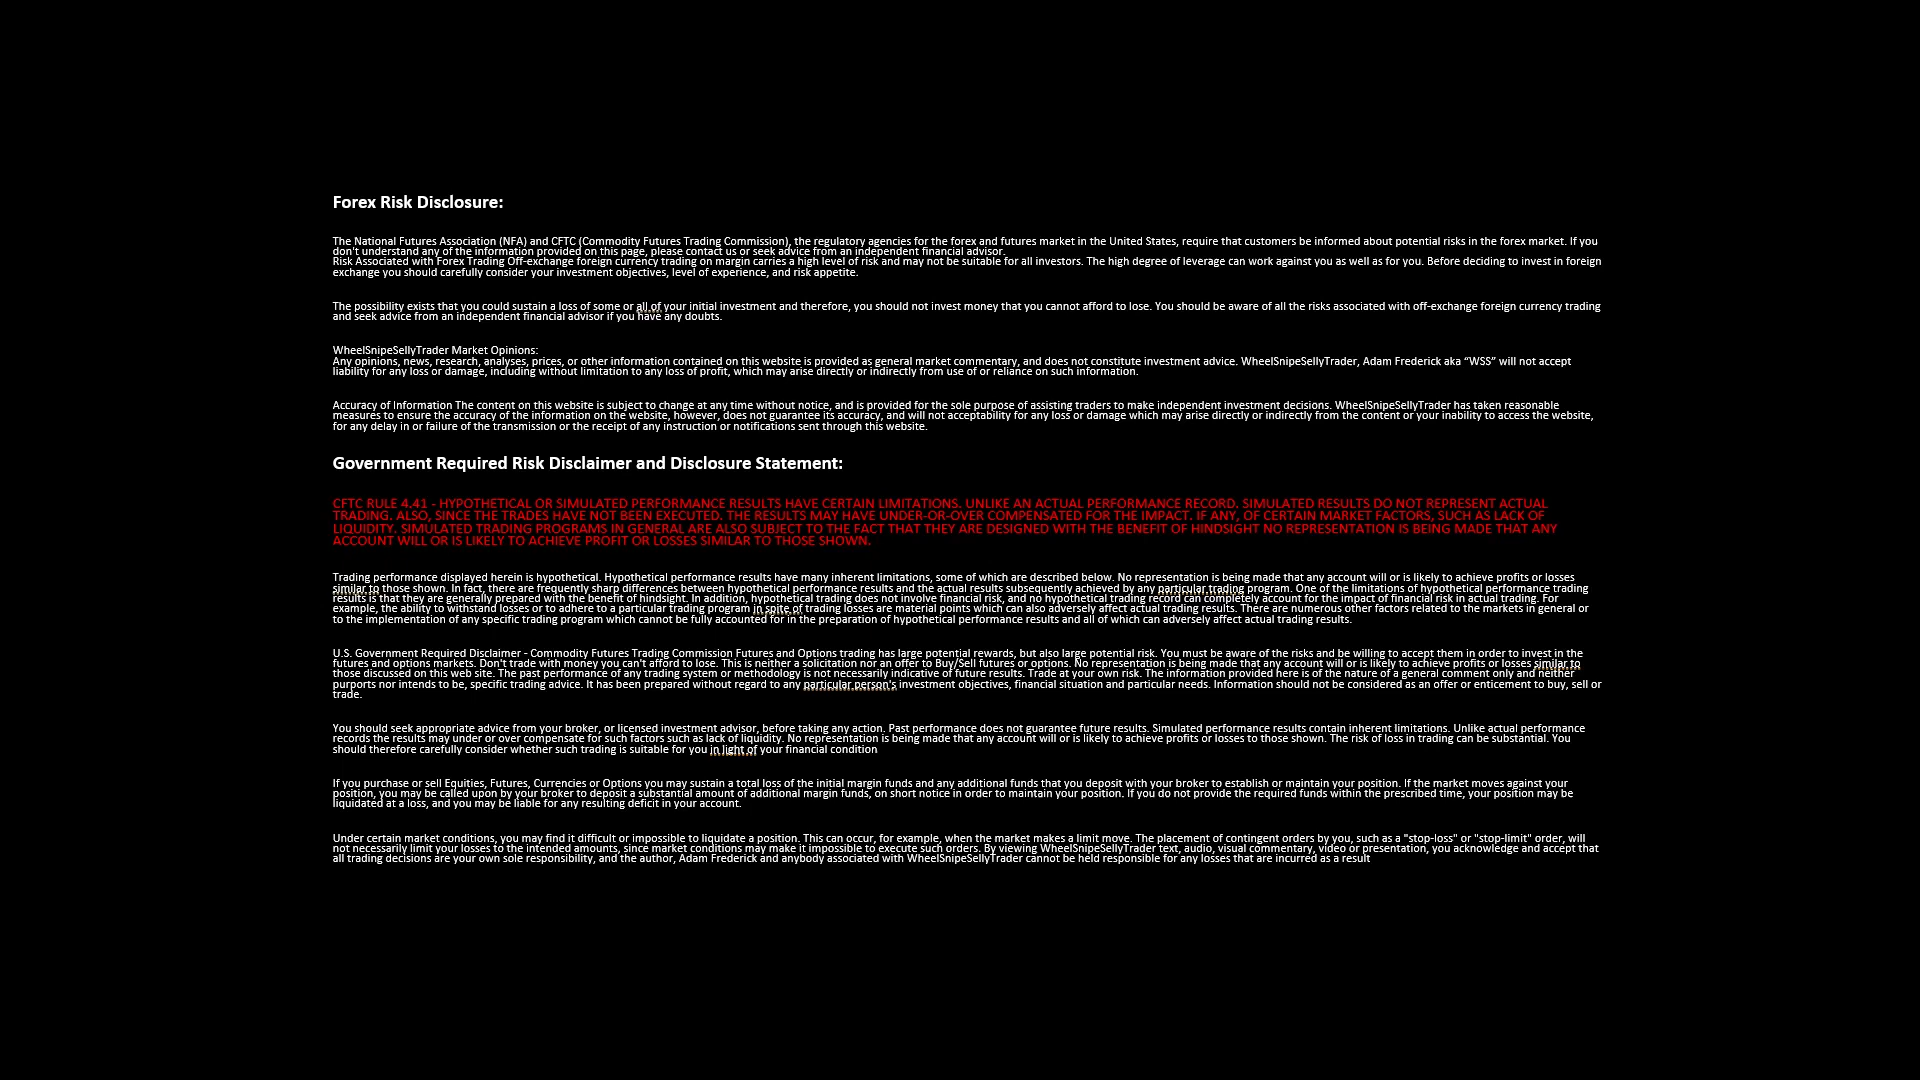 Forex Risk Disclosure:
The National Futures Association (NFA) and CFTC (Commodity Futures Trading Commission), the regulatory agencies for the forex and futures market in the United States, require that customers be informed about potential risks in the forex market. If you
don't understand any of the information provided on this page, please contact us or seek advice from an independent financial advisor.
Risk Associated with Forex Trading Off-exchange foreign currency trading on margin carries a high level of risk and may not be suitable for all investors. The high degree of leverage can work against you as well as for you. Before deciding to invest in foreign
exchange you should carefully consider your investment objectives, level of experience, and risk appetite.
The possibility exists that you could sustain a loss of some or all of your initial investment and therefore, you should not invest money that you cannot afford to lose. You should be aware of all the risks associated with off-exchange foreign currency trading
and seek advice from an independent financial advisor if you have any doubts.
WheelSnipeSellyTrader Market Opinions:
Any opinions, news, research, analyses, prices, or other information contained on this website is provided as general market commentary, and does not constitute investment advice. WheelSnipeSellyTrader, Adam Frederick aka “WSS” will not accept
liability for any loss or damage, including without limitation to any loss of profit, which may arise directly or indirectly from use of or reliance on such information.
Accuracy of Information The content on this website is subject to change at any time without notice, and is provided for the sole purpose of assisting traders to make independent investment decisions. WheelSnipeSellyTrader has taken reasonable
measures to ensure the accuracy of the information on the website, however, does not guarantee its accuracy, and will not acceptability for any loss or damage which may arise directly or indirectly from the content or your inability to access the website,
for any delay in or failure of the transmission or the receipt of any instruction or notifications sent through this website.
Government Required Risk Disclaimer and Disclosure Statement:
CFTC RULE 4.41 - HYPOTHETICAL OR SIMULATED PERFORMANCE RESULTS HAVE CERTAIN LIMITATIONS. UNLIKE AN ACTUAL PERFORMANCE RECORD, SIMULATED RESULTS DO NOT REPRESENT ACTUAL
TRADING. ALSO, SINCE THE TRADES HAVE NOT BEEN EXECUTED. THE RESULTS MAY HAVE UNDER-OR-OVER COMPENSATED FOR THE IMPACT. IF ANY, OF CERTAIN MARKET FACTORS, SUCH AS LACK OF
LIQUIDITY. SIMULATED TRADING PROGRAMS IN GENERAL ARE ALSO SUBJECT TO THE FACT THAT THEY ARE DESIGNED WITH THE BENEFIT OF HINDSIGHT NO REPRESENTATION IS BEING MADE THAT ANY
ACCOUNT WILL OR IS LIKELY TO ACHIEVE PROFIT OR LOSSES SIMILAR TO THOSE SHOWN.
Trading performance displayed herein is hypothetical. Hypothetical performance results have many inherent limitations, some of which are described below. No representation is being made that any account will or is likely to achieve profits or losses
similar to those shown. In fact, there are frequently sharp differences between hypothetical performance results and the actual results subsequently achieved by any particular trading program. One of the limitations of hypothetical performance trading
results is that they are generally prepared with the benefit of hindsight. In addition, hypothetical trading does not involve financial risk, and no hypothetical trading record can completely account for the impact of financial risk in actual trading. For
example, the ability to withstand losses or to adhere to a particular trading program in spite of trading losses are material points which can also adversely affect actual trading results. There are numerous other factors related to the markets in general or
to the implementation of any specific trading program which cannot be fully accounted for in the preparation of hypothetical performance results and all of which can adversely affect actual trading results.
U.S. Government Required Disclaimer - Commodity Futures Trading Commission Futures and Options trading has large potential rewards, but also large potential risk. You must be aware of the risks and be willing to accept them in order to invest in the
futures and options markets. Don't trade with money you can't afford to lose. This is neither a solicitation nor an offer to Buy/Sell futures or options. No representation is being made that any account will or is likely to achieve profits or losses similar to
those discussed on this web site. The past performance of any trading system or methodology is not necessarily indicative of future results. Trade at your own risk. The information provided here is of the nature of a general comment only and neither
purports nor intends to be, specific trading advice. It has been prepared without regard to any particular person's investment objectives, financial situation and particular needs. Information should not be considered as an offer or enticement to buy, sell or
trade.
You should seek appropriate advice from your broker, or licensed investment advisor, before taking any action. Past performance does not guarantee future results. Simulated performance results contain inherent limitations. Unlike actual performance
records the results may under or over compensate for such factors such as lack of liquidity. No representation is being made that any account will or is likely to achieve profits or losses to those shown. The risk of loss in trading can be substantial. You
should therefore carefully consider whether such trading is suitable for you in light of your financial condition
If you purchase or sell Equities, Futures, Currencies or Options you may sustain a total loss of the initial margin funds and any additional funds that you deposit with your broker to establish or maintain your position. If the market moves against your
position, you may be called upon by your broker to deposit a substantial amount of additional margin funds, on short notice in order to maintain your position. If you do not provide the required funds within the prescribed time, your position may be
liquidated at a loss, and you may be liable for any resulting deficit in your account.
Under certain market conditions, you may find it difficult or impossible to liquidate a position. This can occur, for example, when the market makes a limit move. The placement of contingent orders by you, such as a "stop-loss" or "stop-limit" order, will
not necessarily limit your losses to the intended amounts, since market conditions may make it impossible to execute such orders. By viewing WheelSnipeSellyTrader text, audio, visual commentary, video or presentation, you acknowledge and accept that
all trading decisions are your own sole responsibility, and the author, Adam Frederick and anybody associated with WheelSnipeSellyTrader cannot be held responsible for any losses that are incurred as a result